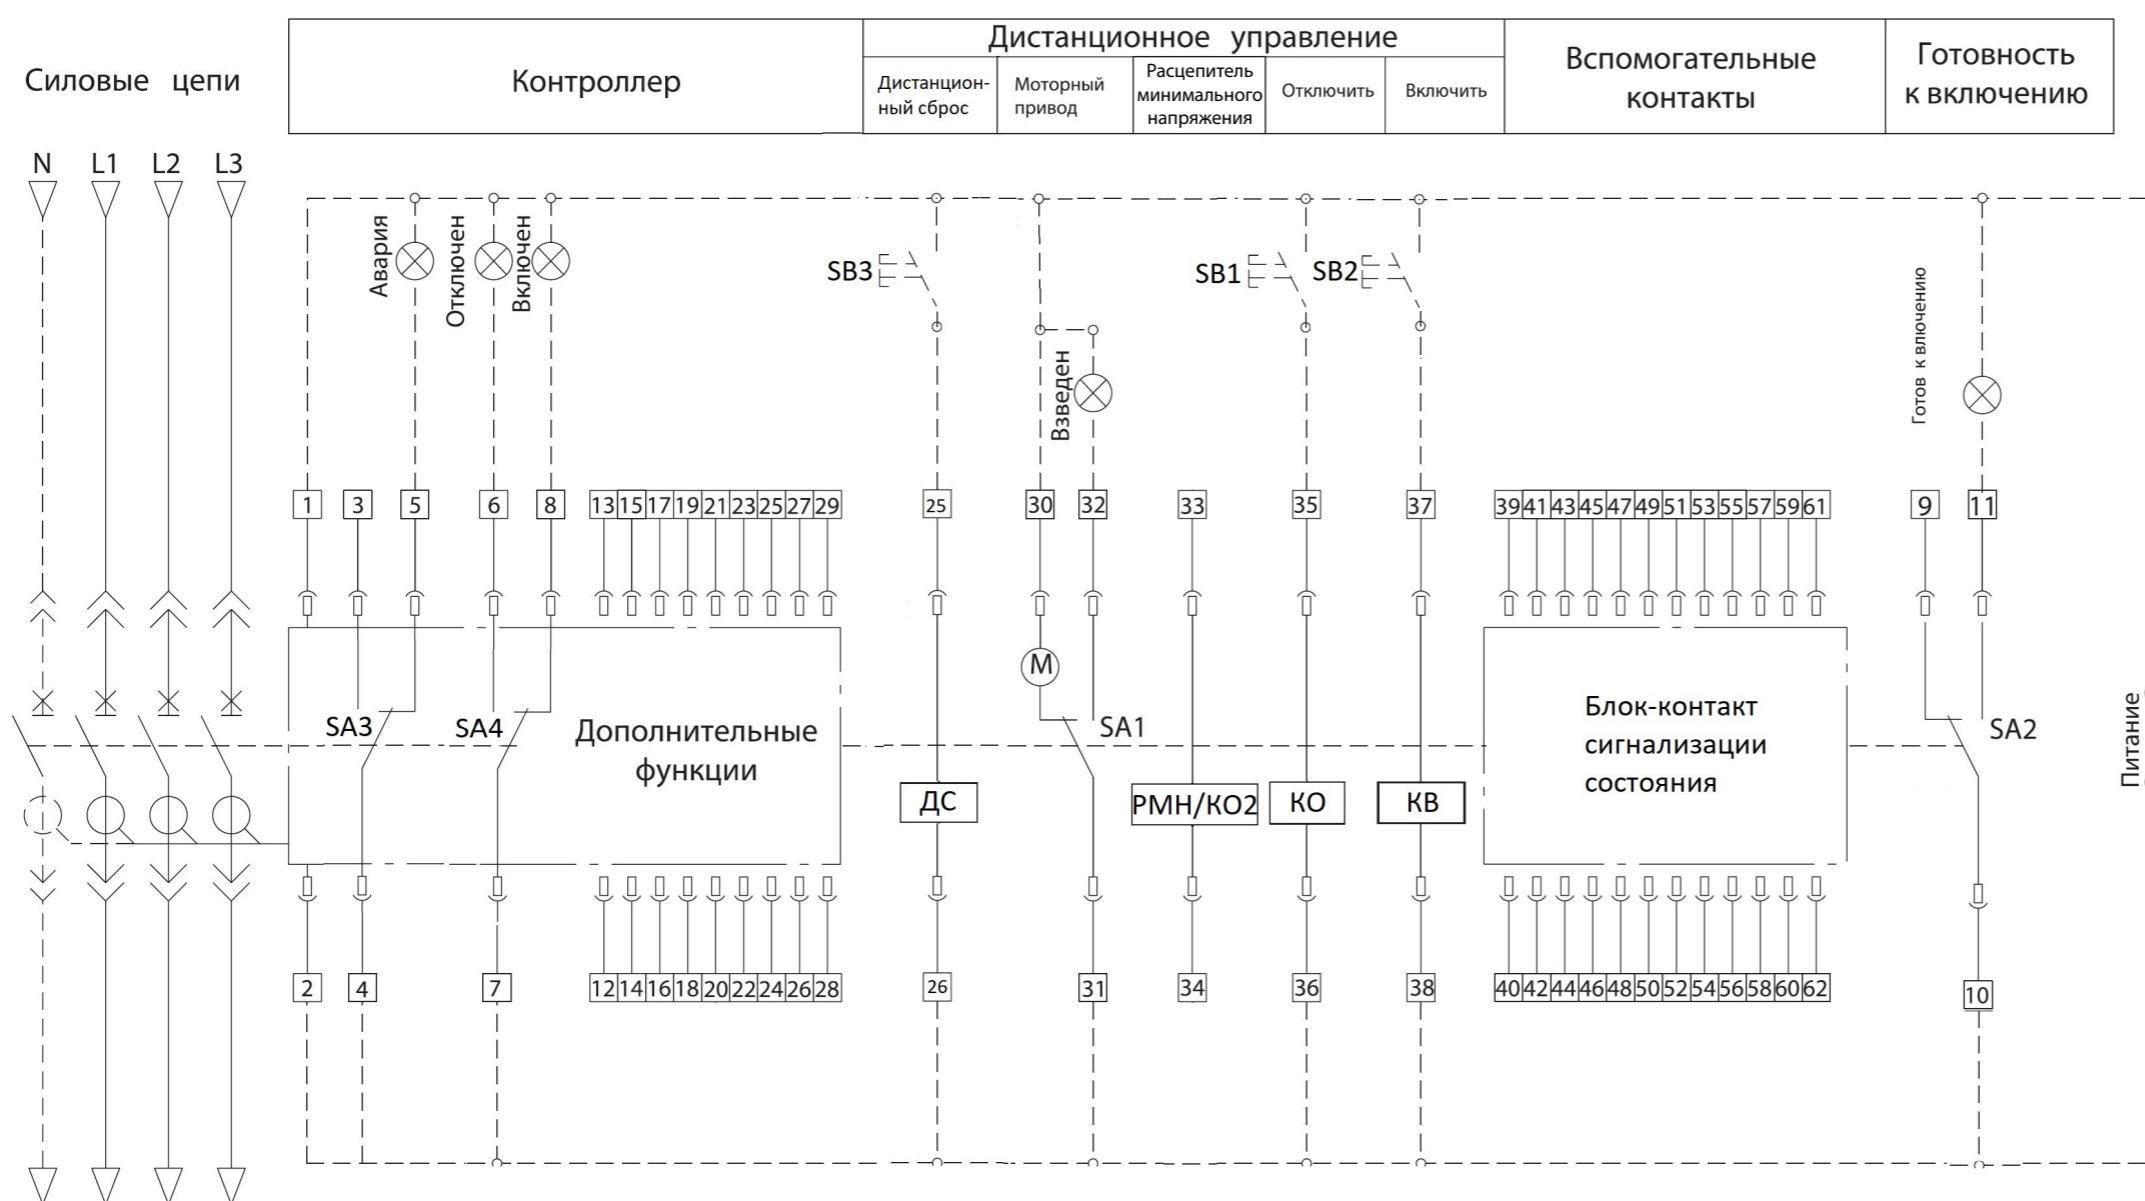 Силовые цепи
Контроллер
Дистанционное управление
Дистанцион-
ный сброс
Моторный
привод
Расцепитель
минимального
напряжения
Отключить
Включить
Вспомогательные
контакты
Готовность
к включению
N L1 L2 L3
Авария
Отключен
Включен
SB3
SB1
SB2
Взведен
Готов к влючению
1 3 5 6 8 13 15 17 19 21 23 25 27 29 25 30 32 33 35 37 39 41 43 45 47 49 51 53 55 57 59 61 9 11
M
SA3
SA4
Дополнительные
функции
SA1
Блок-контакт
сигнализации
состояния
SA2
Питание
ДС
РМН/КО2
КО
КВ
2 4 7 12 14 16 18 20 22 24 26 28 26 31 34 36 38 40 42 44 46 48 50 52 54 56 58 60 62 10